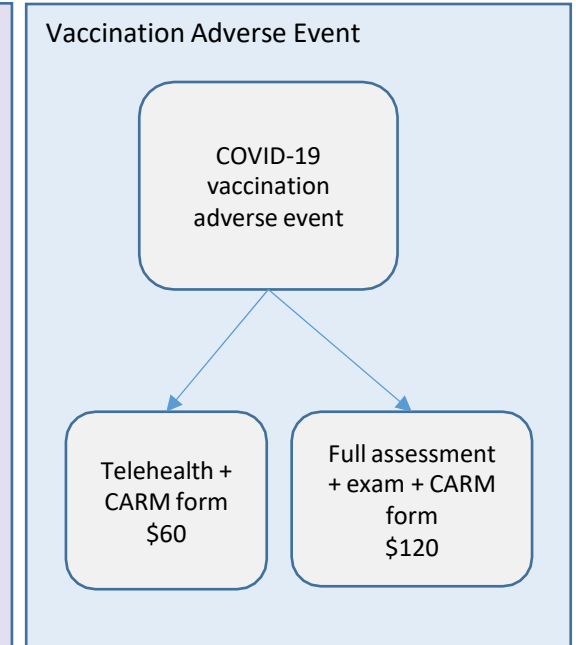 Vaccination Adverse Event
COVID-19
vaccination
adverse event
Telehealth +
CARM form
$60
Full assessment
+ exam + CARM
form
$120